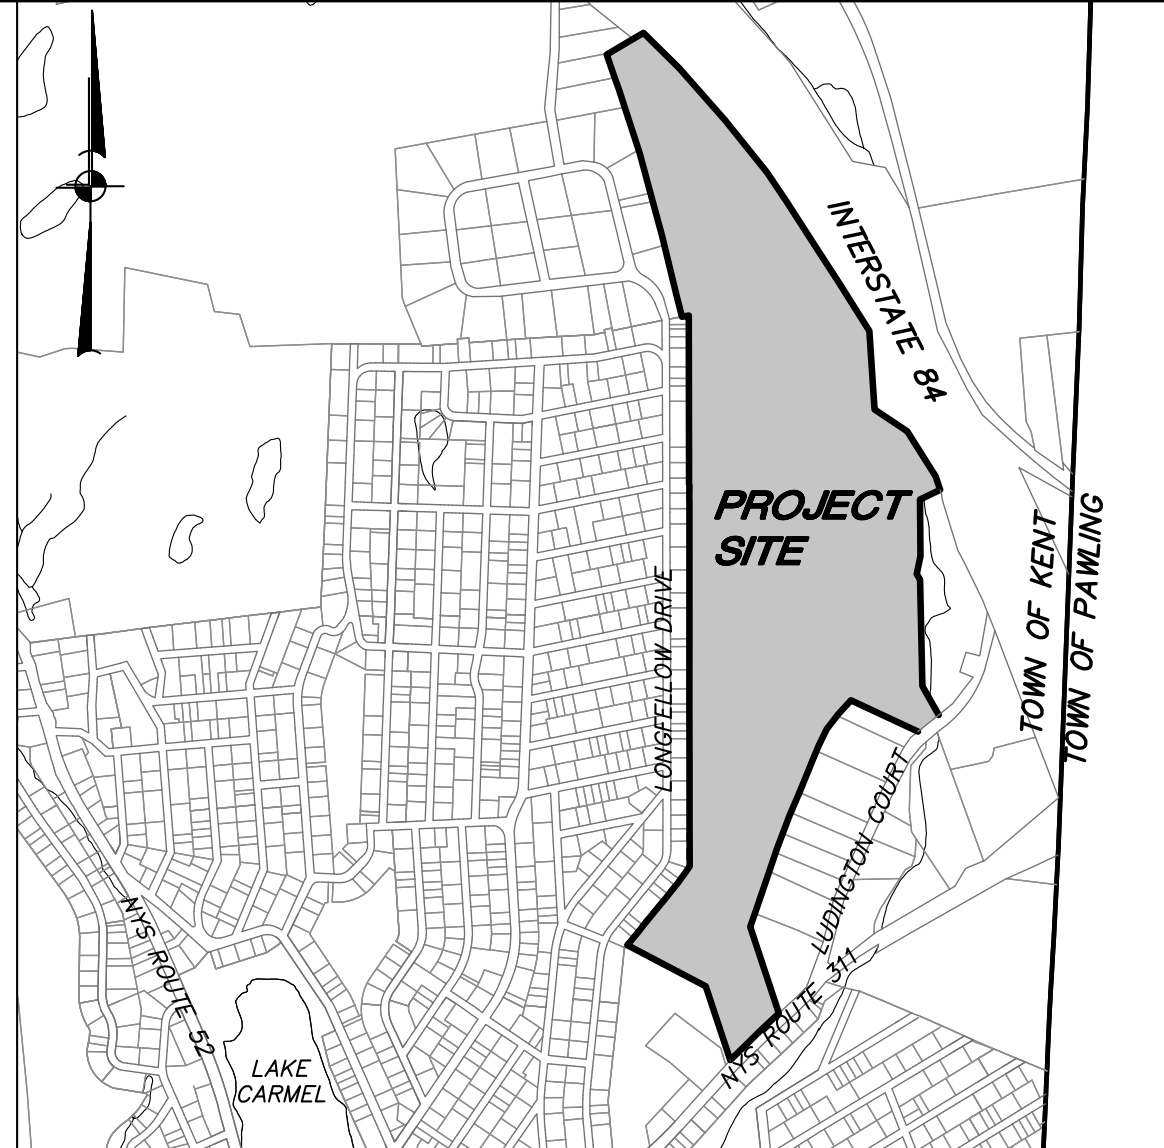 INTERSTATE 84
PROJECT
SITE
TOWN OF KENT
TOWN OF PAWLING
LONGFELLOW DRIVE
LUDINGTON COURT
NYS ROUTE 52
NYS ROUTE 311
LAKE
CARMEL